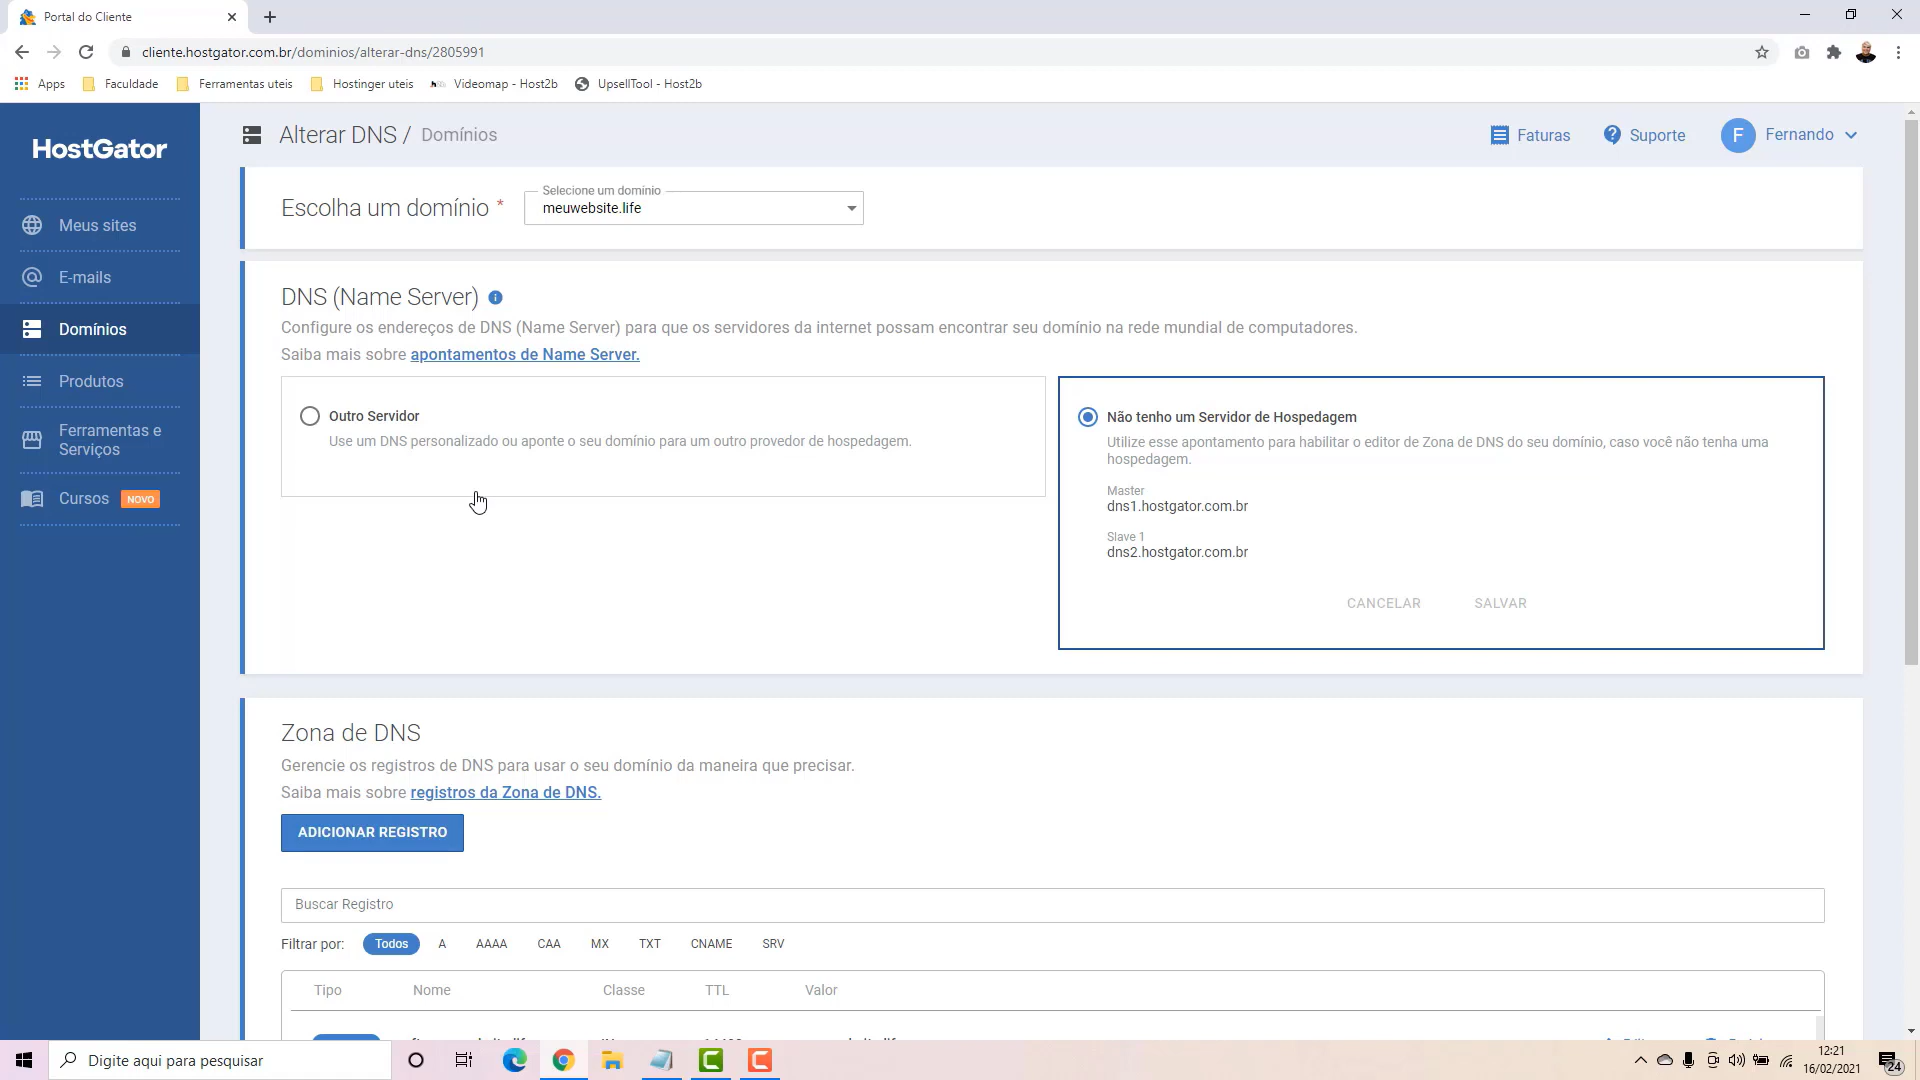 Portal do Cliente
cliente.hostgator.com.br/dominios/alterar-dns/2805991
Apps
Faculdade
Ferramentas uteis
Hostinger uteis
Videomap - Host2b
UpsellTool - Host2b
HostGator
Meus sites
E-mails
Domínios
Produtos
Ferramentas e
Serviços
Cursos NOVO
Alterar DNS / Domínios
Faturas
Suporte
F Fernando
Escolha um domínio *
Selecione um domínio
meuwebsite.life
DNS (Name Server)
Configure os endereços de DNS (Name Server) para que os servidores da internet possam encontrar seu domínio na rede mundial de computadores.
Saiba mais sobre apontamentos de Name Server.
Outro Servidor
Use um DNS personalizado ou aponte o seu domínio para um outro provedor de hospedagem.
Não tenho um Servidor de Hospedagem
Utilize esse apontamento para habilitar o editor de Zona de DNS do seu domínio, caso você não tenha uma
hospedagem.
Master
dns1.hostgator.com.br
Slave 1
dns2.hostgator.com.br
CANCELAR
SALVAR
Zona de DNS
Gerencie os registros de DNS para usar o seu domínio da maneira que precisar.
Saiba mais sobre registros da Zona de DNS.
ADICIONAR REGISTRO
Buscar Registro
Filtrar por: Todos A AAAA CAA MX TXT CNAME SRV
Tipo Nome Classe TTL Valor
Digite aqui para pesquisar
12:21
16/02/2021
24